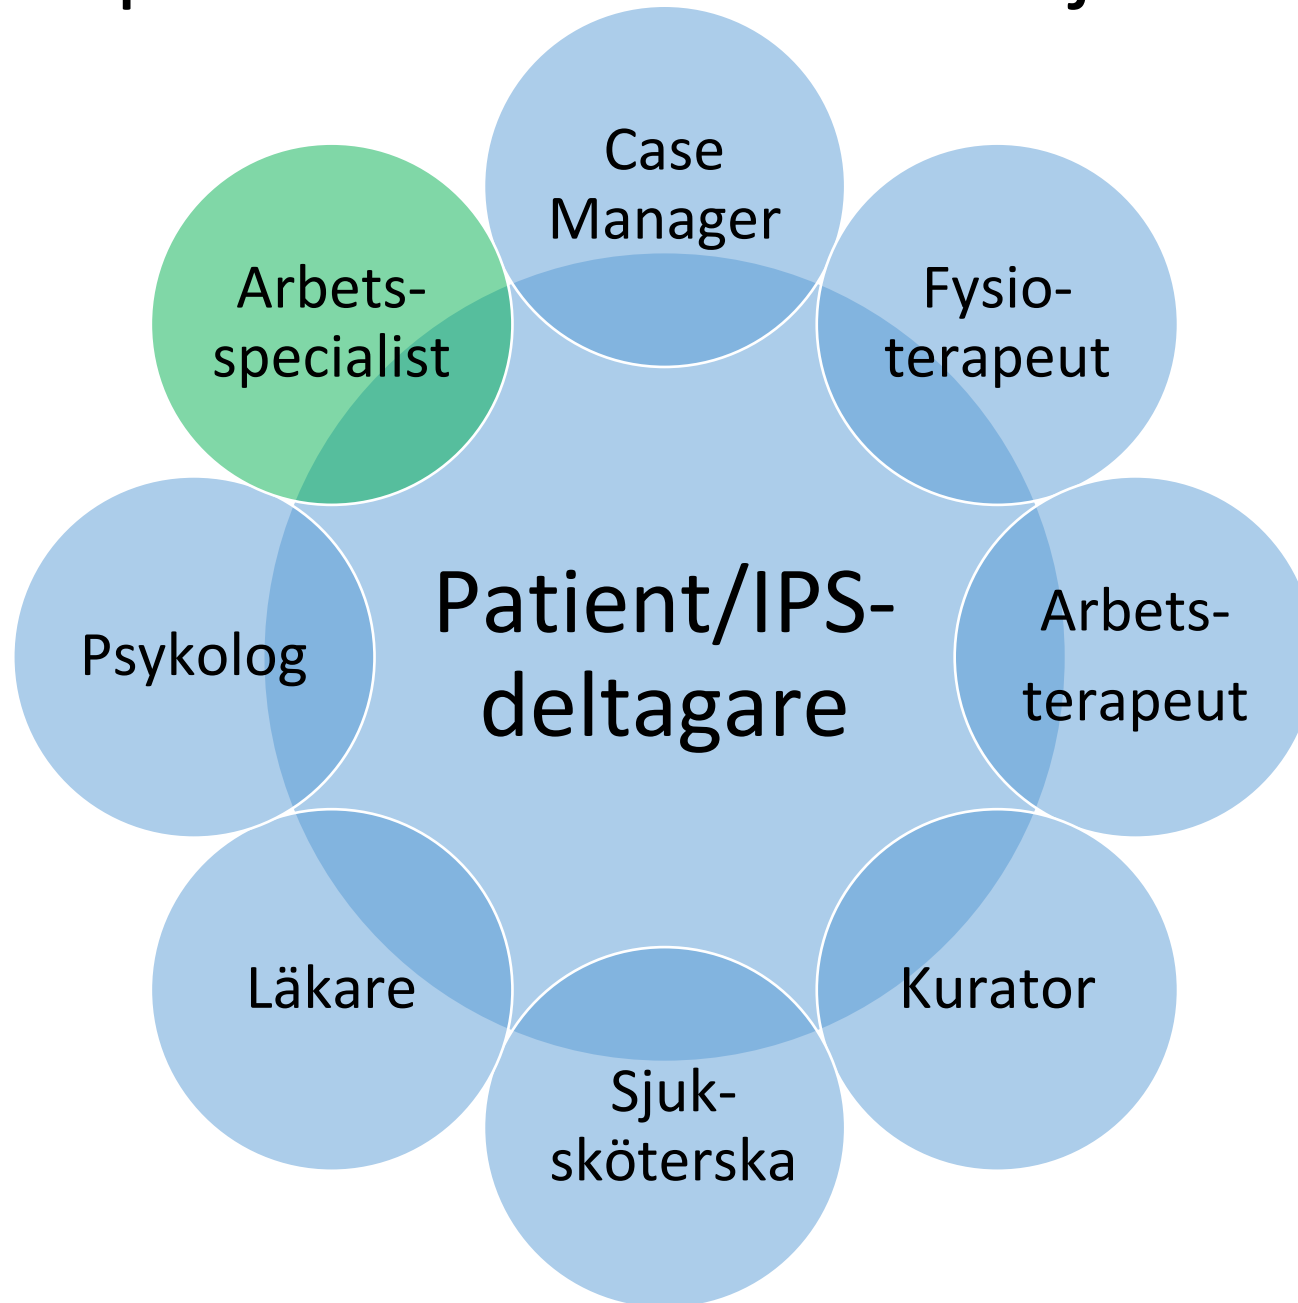 Case
Manager
Arbets-
specialist
Fysio-
terapeut
Patient/IPS-
deltagare
Arbets-
terapeut
Psykolog
Läkare
Kurator
Sjuk-
sköterska